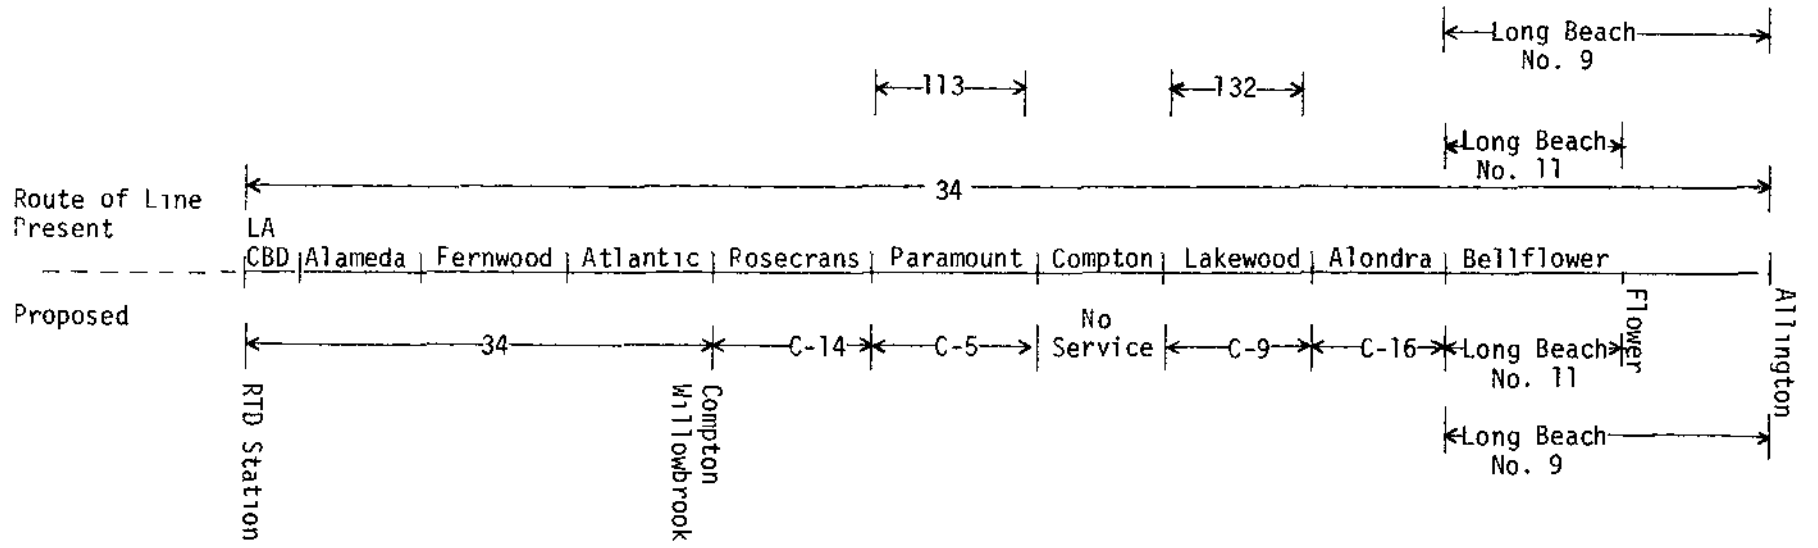 Long Beach
No. 9
113
132
Long Beach
No. 11
34
Route of Line
Present
LA
CBD Alameda Fernwood Atlantic Rosecrans Paramount Compton Lakewood Alondra Bellflower
Proposed
34
C-14
C-5
No
Service
C-9
C-16
Long Beach
No. 11
Flower
Allington
RTD Station
Compton
Willowbrook
Long Beach
No. 9